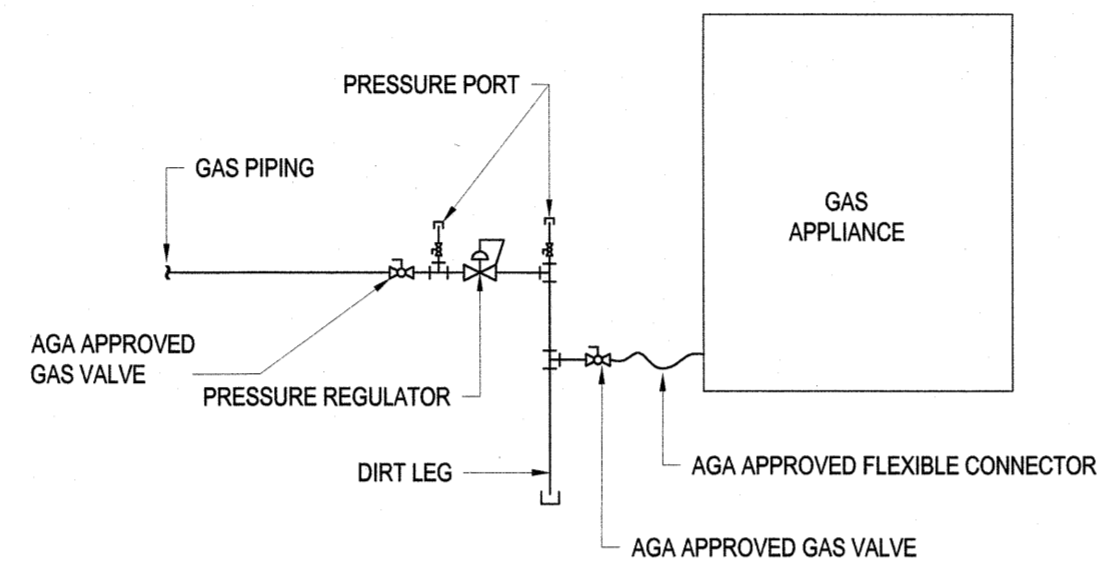 PRESSURE PORT
GAS PIPING
GAS
APPLIANCE
AGA APPROVED
GAS VALVE
PRESSURE REGULATOR
DIRT LEG
AGA APPROVED FLEXIBLE CONNECTOR
AGA APPROVED GAS VALVE